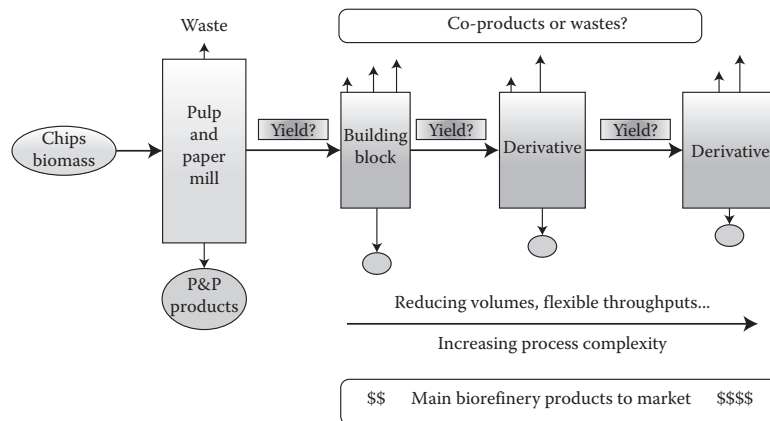 Waste
Co-products or wastes?
Chips
biomass
Pulp
and
paper
mill
Yield?
Building
block
Yield?
Derivative
Yield?
Derivative
P&P
products
Reducing volumes, flexible throughputs...
Increasing process complexity
$$ Main biorefinery products to market $$$$